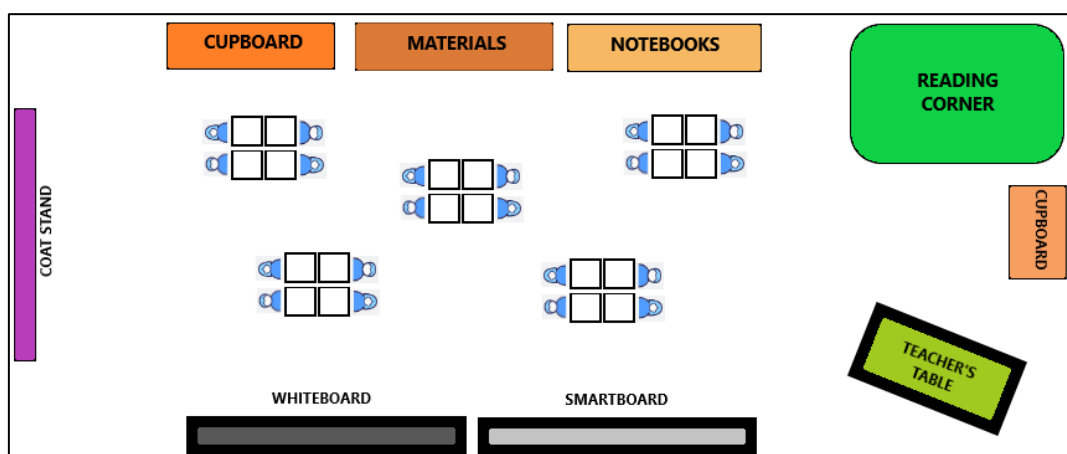 CUPBOARD
MATERIALS
NOTEBOOKS
READING
CORNER
COAT STAND
CUPBOARD
TEACHER'S
TABLE
WHITEBOARD
SMARTBOARD